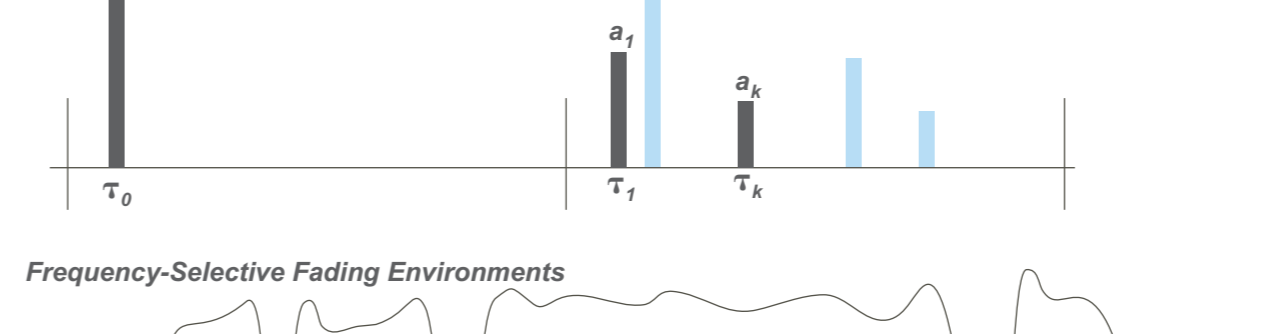 a1
ak
τ0
τ1
τk
Frequency-Selective Fading Environments